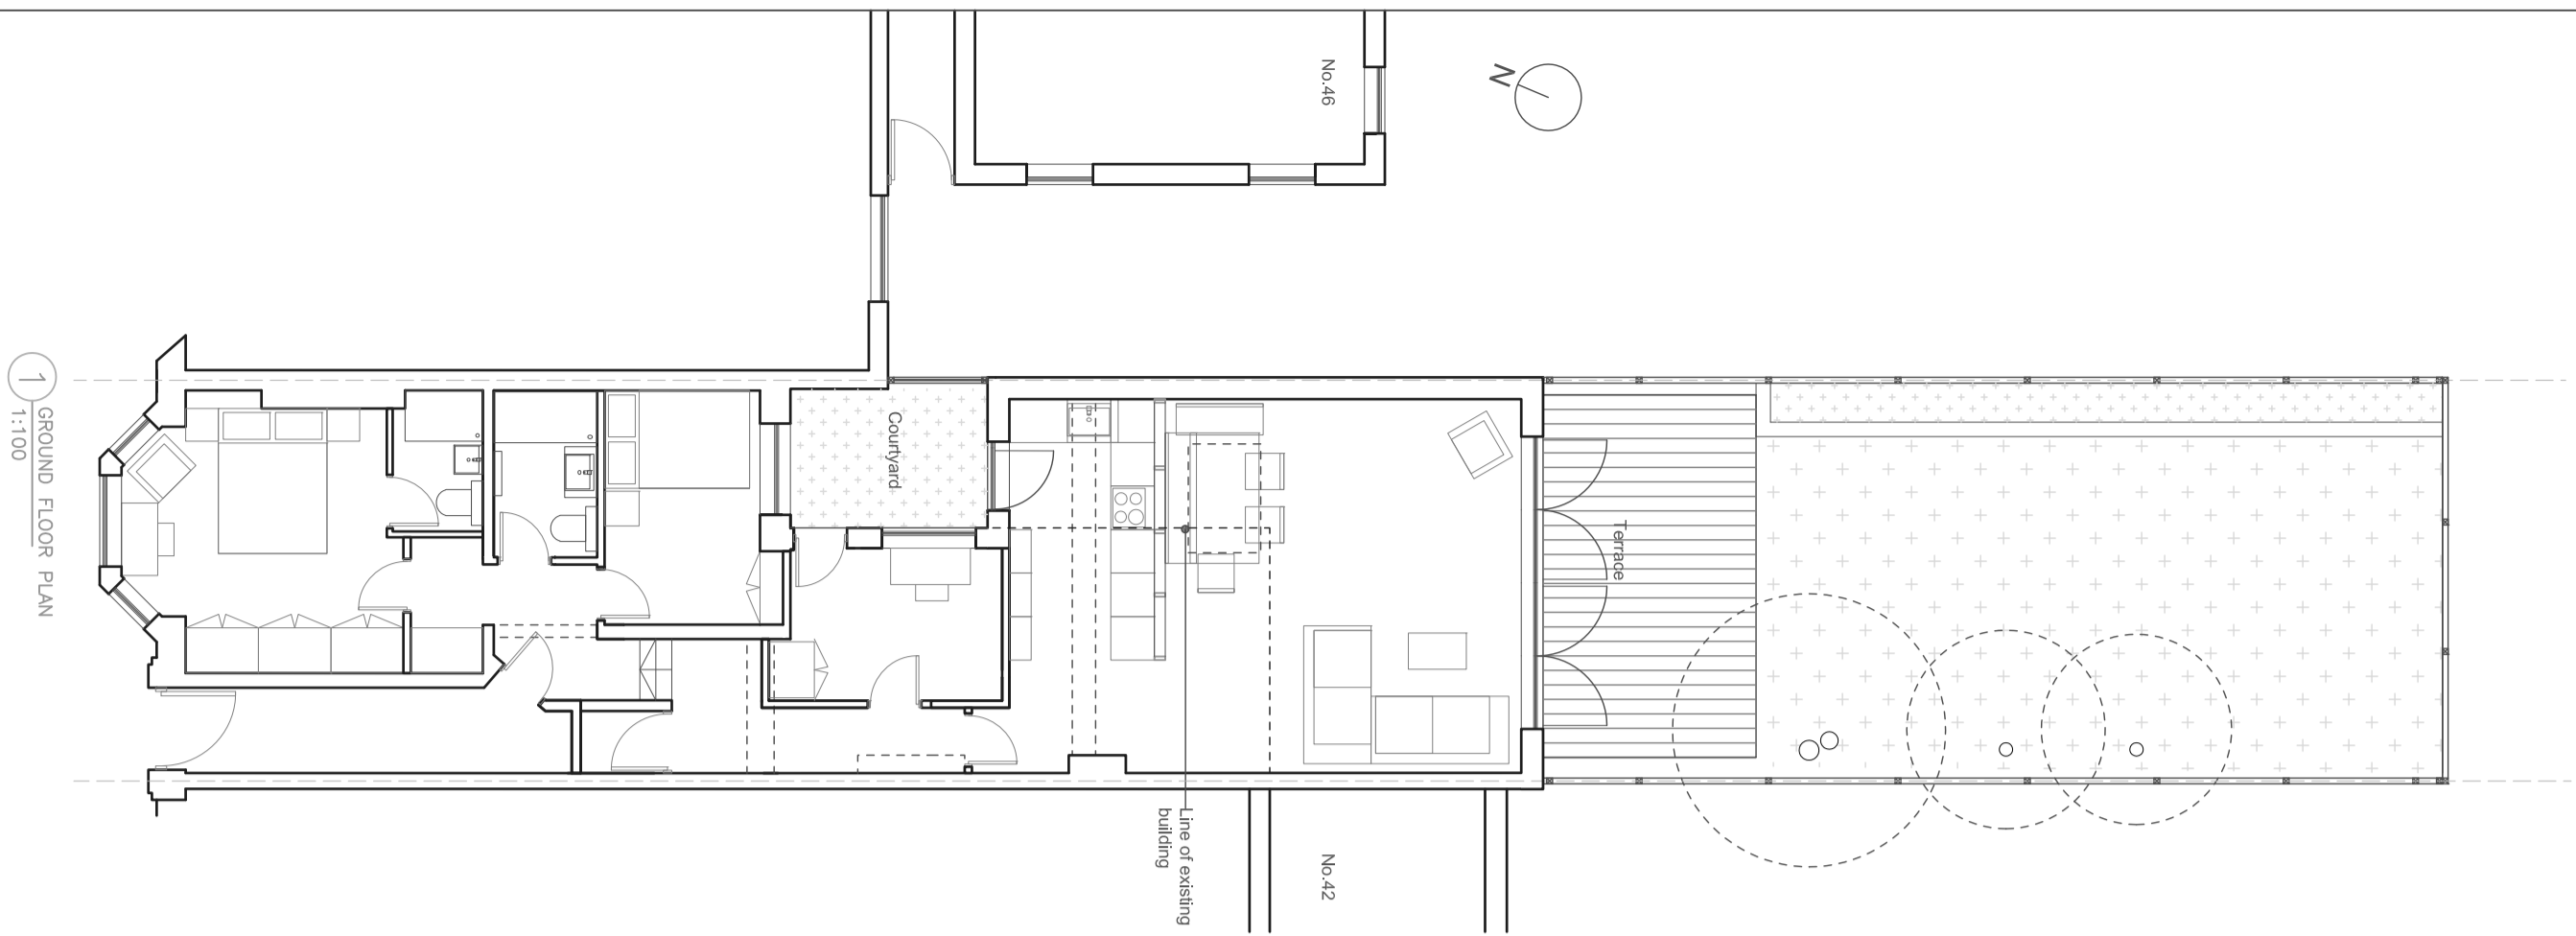 No.46
N
Courtyard
Terrace
Line of existing
building
No.42
1
GROUND FLOOR PLAN
1:100